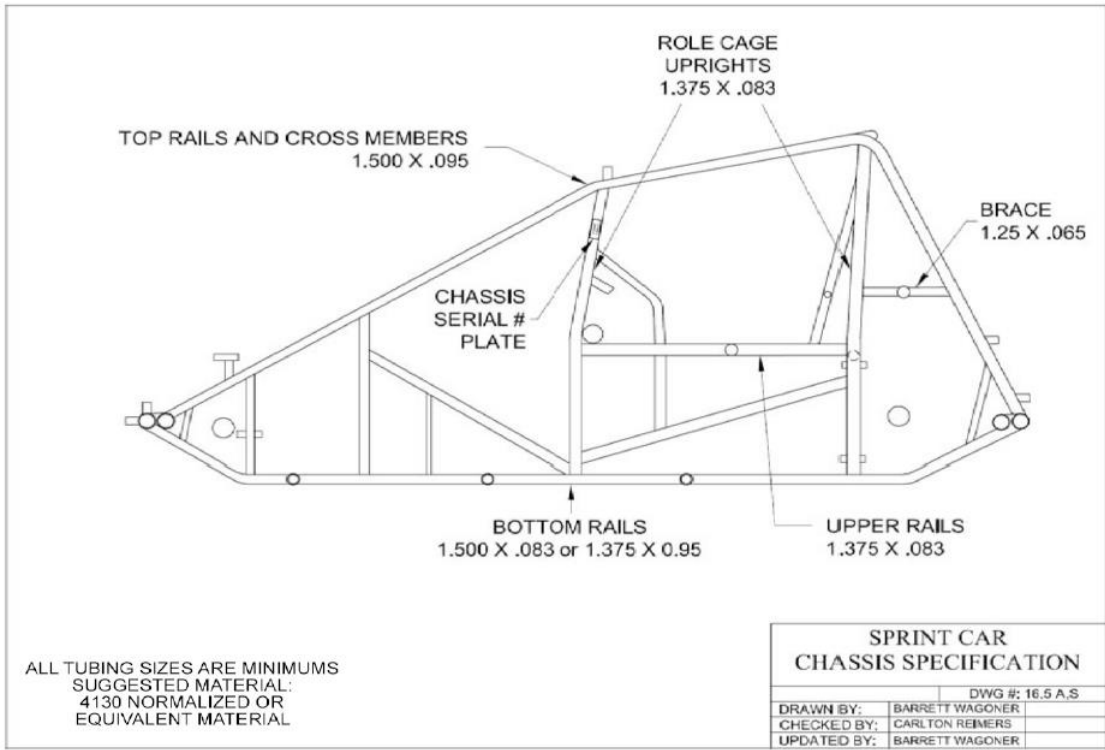 ROLE CAGE
UPRIGHTS
1.375 X .083
TOP RAILS AND CROSS MEMBERS
1.500 X .095
BRACE
1.25 X .065
CHASSIS
SERIAL #
PLATE
BOTTOM RAILS
1.500 X .083 or 1.375 X 0.95
UPPER RAILS
1.375 X .083
ALL TUBING SIZES ARE MINIMUMS
SUGGESTED MATERIAL:
4130 NORMALIZED OR
EQUIVALENT MATERIAL
SPRINT CAR
CHASSIS SPECIFICATION
DWG #: 16.5 A,S
DRAWN BY: BARRETT WAGONER
CHECKED BY: CARLTON REIMERS
UPDATED BY: BARRETT WAGONER